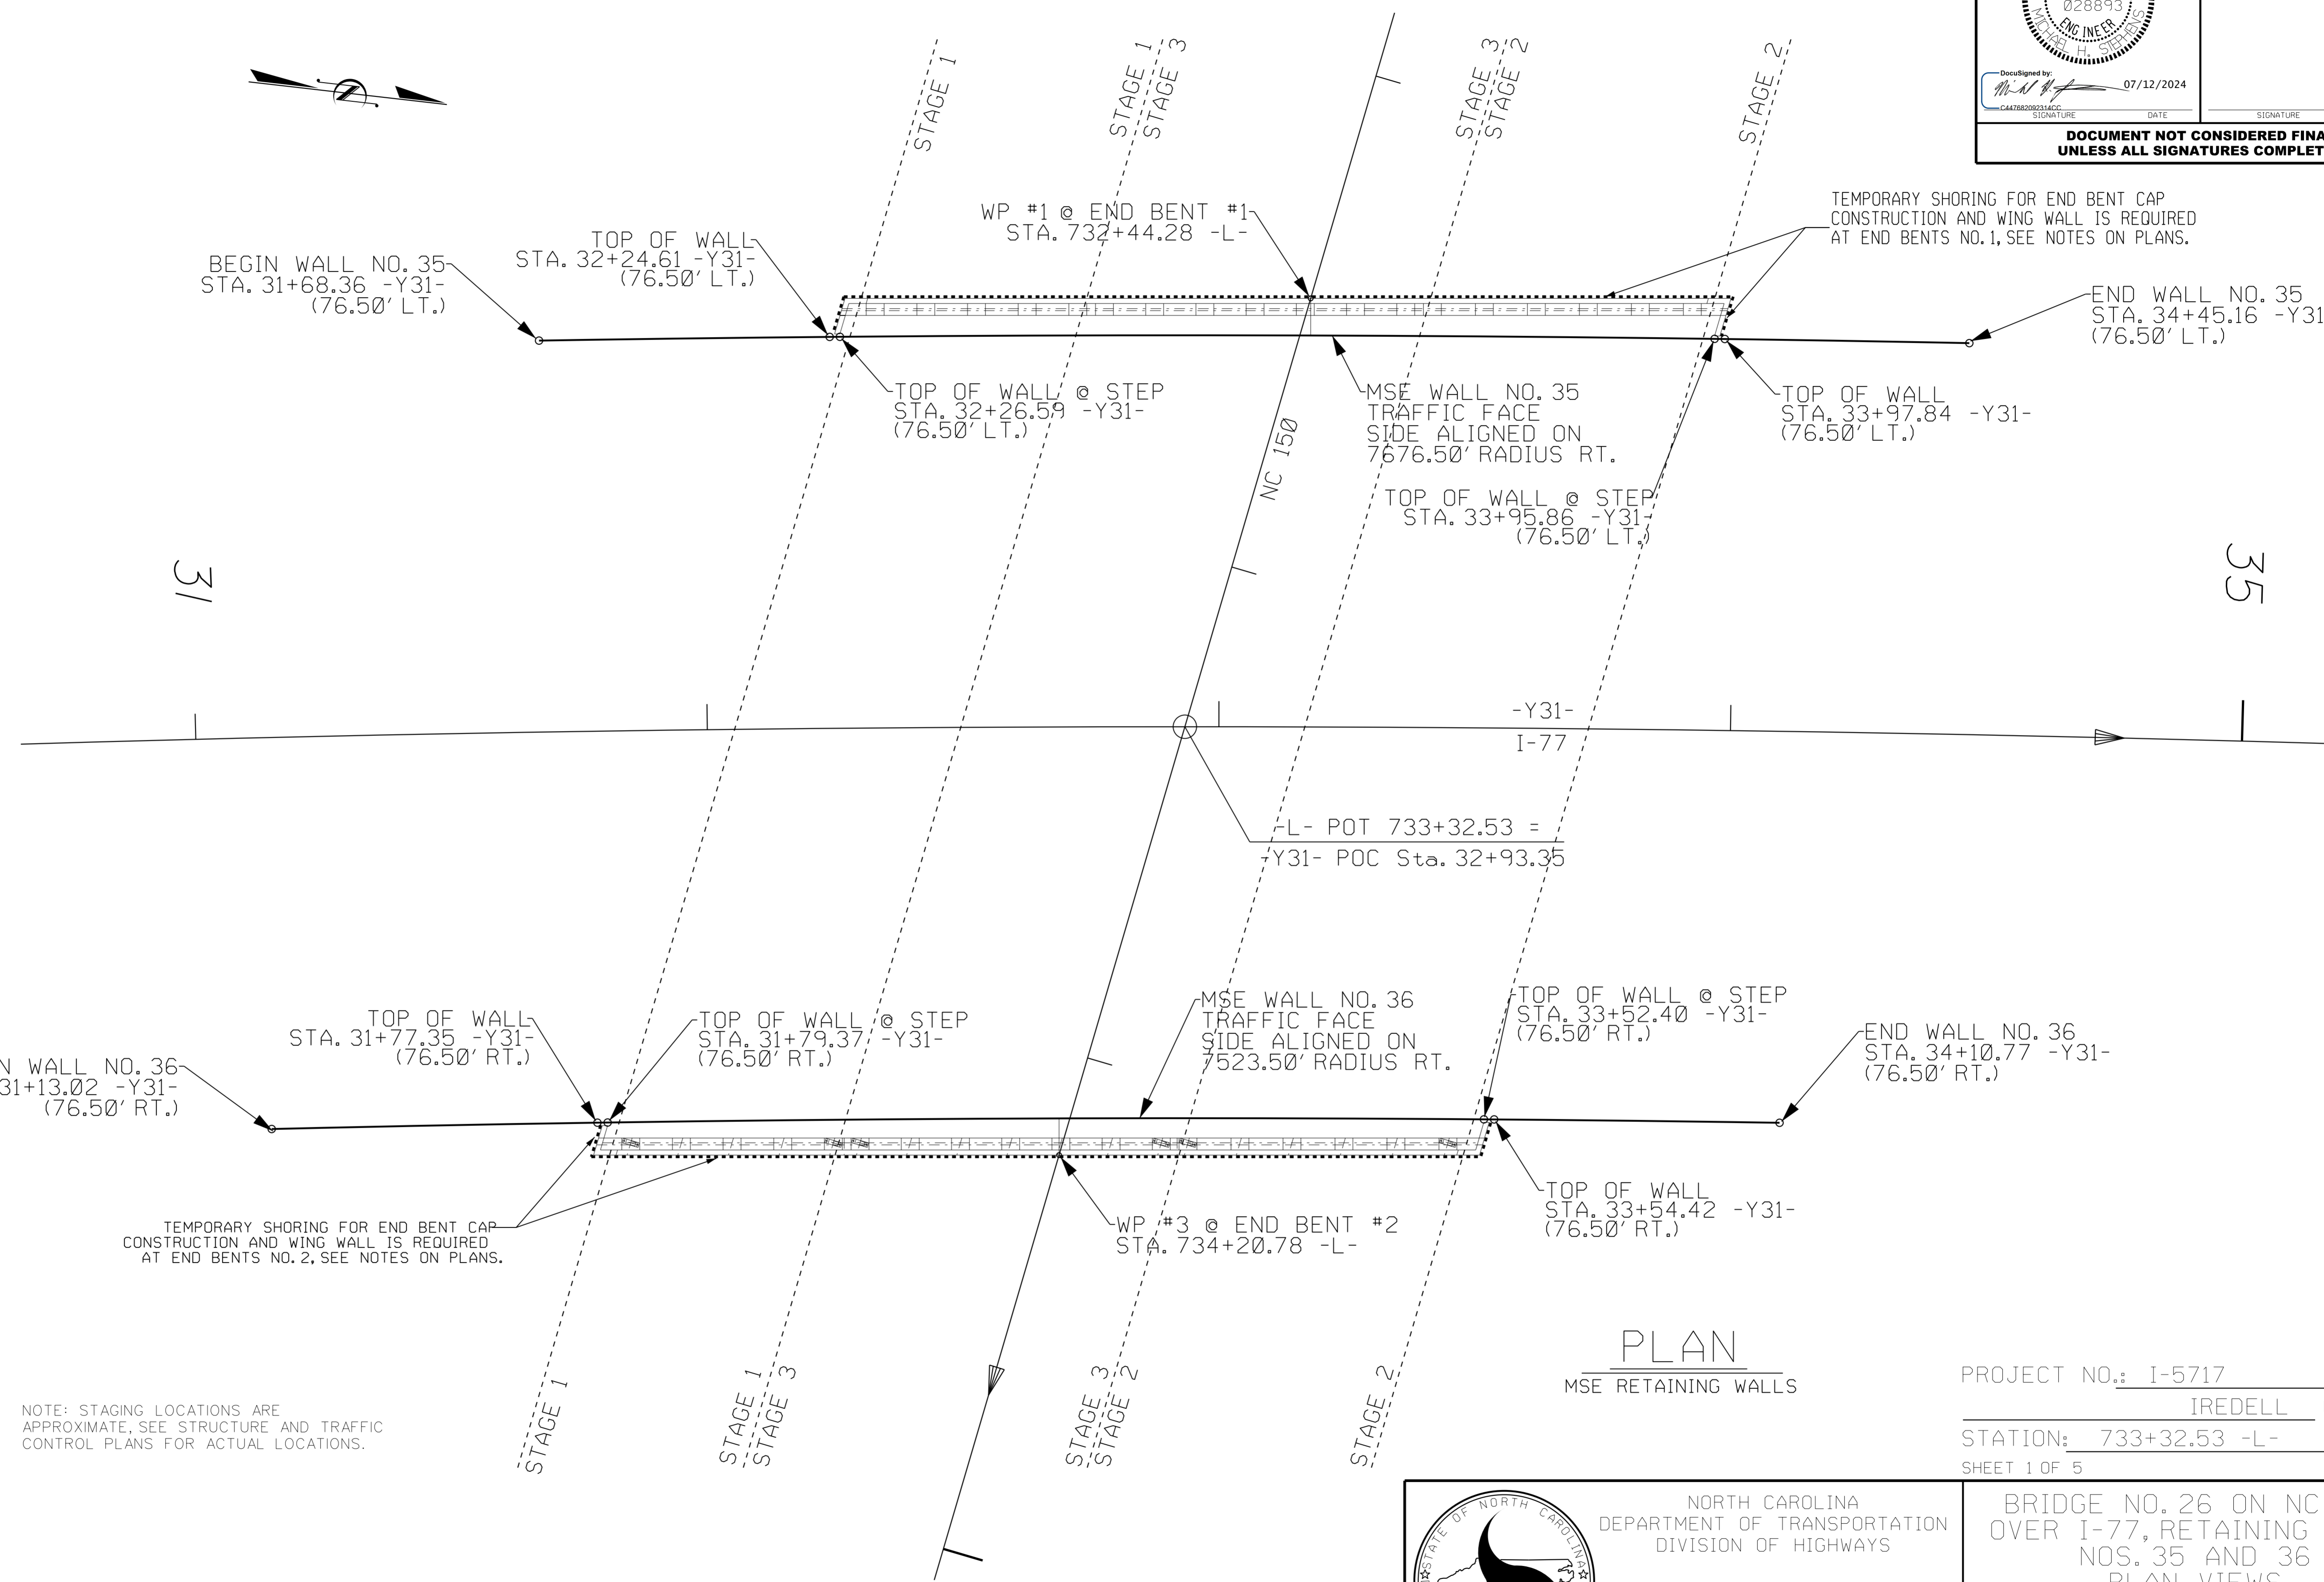 028893
ENGINEER
MICHAEL H. STEPHENS
DocuSigned by:
07/12/2024
C447682092314CC
SIGNATURE DATE SIGNATURE
DOCUMENT NOT CONSIDERED FINA
UNLESS ALL SIGNATURES COMPLET
STAGE 1
STAGE 1
STAGE 3
STAGE 3
STAGE 2
STAGE 2
TEMPORARY SHORING FOR END BENT CAP
CONSTRUCTION AND WING WALL IS REQUIRED
AT END BENTS NO. 1, SEE NOTES ON PLANS.
WP #1 @ END BENT #1
STA. 732+44.28 -L-
TOP OF WALL
STA. 32+24.61 -Y31-
(76.50' LT.)
BEGIN WALL NO. 35
STA. 31+68.36 -Y31-
(76.50' LT.)
END WALL NO. 35
STA. 34+45.16 -Y31
(76.50' LT.)
TOP OF WALL @ STEP
STA. 32+26.59 -Y31-
(76.50' LT.)
MSE WALL NO. 35
TRAFFIC FACE
SIDE ALIGNED ON
7676.50' RADIUS RT.
TOP OF WALL
STA. 33+97.84 -Y31-
(76.50' LT.)
NC 150
TOP OF WALL @ STEP
STA. 33+95.86 -Y31-
(76.50' LT.)
31
35
-Y31-
I-77
-L- POT 733+32.53 =
-Y31- POC Sta. 32+93.35
TOP OF WALL
STA. 31+77.35 -Y31-
(76.50' RT.)
TOP OF WALL @ STEP
STA. 31+79.37 -Y31-
(76.50' RT.)
MSE WALL NO. 36
TRAFFIC FACE
SIDE ALIGNED ON
7523.50' RADIUS RT.
TOP OF WALL @ STEP
STA. 33+52.40 -Y31-
(76.50' RT.)
END WALL NO. 36
STA. 34+10.77 -Y31-
(76.50' RT.)
N WALL NO. 36
31+13.02 -Y31-
(76.50' RT.)
TOP OF WALL
STA. 33+54.42 -Y31-
(76.50' RT.)
WP #3 @ END BENT #2
STA. 734+20.78 -L-
TEMPORARY SHORING FOR END BENT CAP
CONSTRUCTION AND WING WALL IS REQUIRED
AT END BENTS NO. 2, SEE NOTES ON PLANS.
STAGE 1
STAGE 1
STAGE 3
STAGE 3
STAGE 2
STAGE 2
PLAN
MSE RETAINING WALLS
NOTE: STAGING LOCATIONS ARE
APPROXIMATE, SEE STRUCTURE AND TRAFFIC
CONTROL PLANS FOR ACTUAL LOCATIONS.
PROJECT NO.: I-5717
IREDELL
STATION: 733+32.53 -L-
SHEET 1 OF 5
STATE OF NORTH CAROLINA
NORTH CAROLINA
DEPARTMENT OF TRANSPORTATION
DIVISION OF HIGHWAYS
BRIDGE NO. 26 ON NC
OVER I-77, RETAINING
NOS. 35 AND 36
PLAN VIEWS